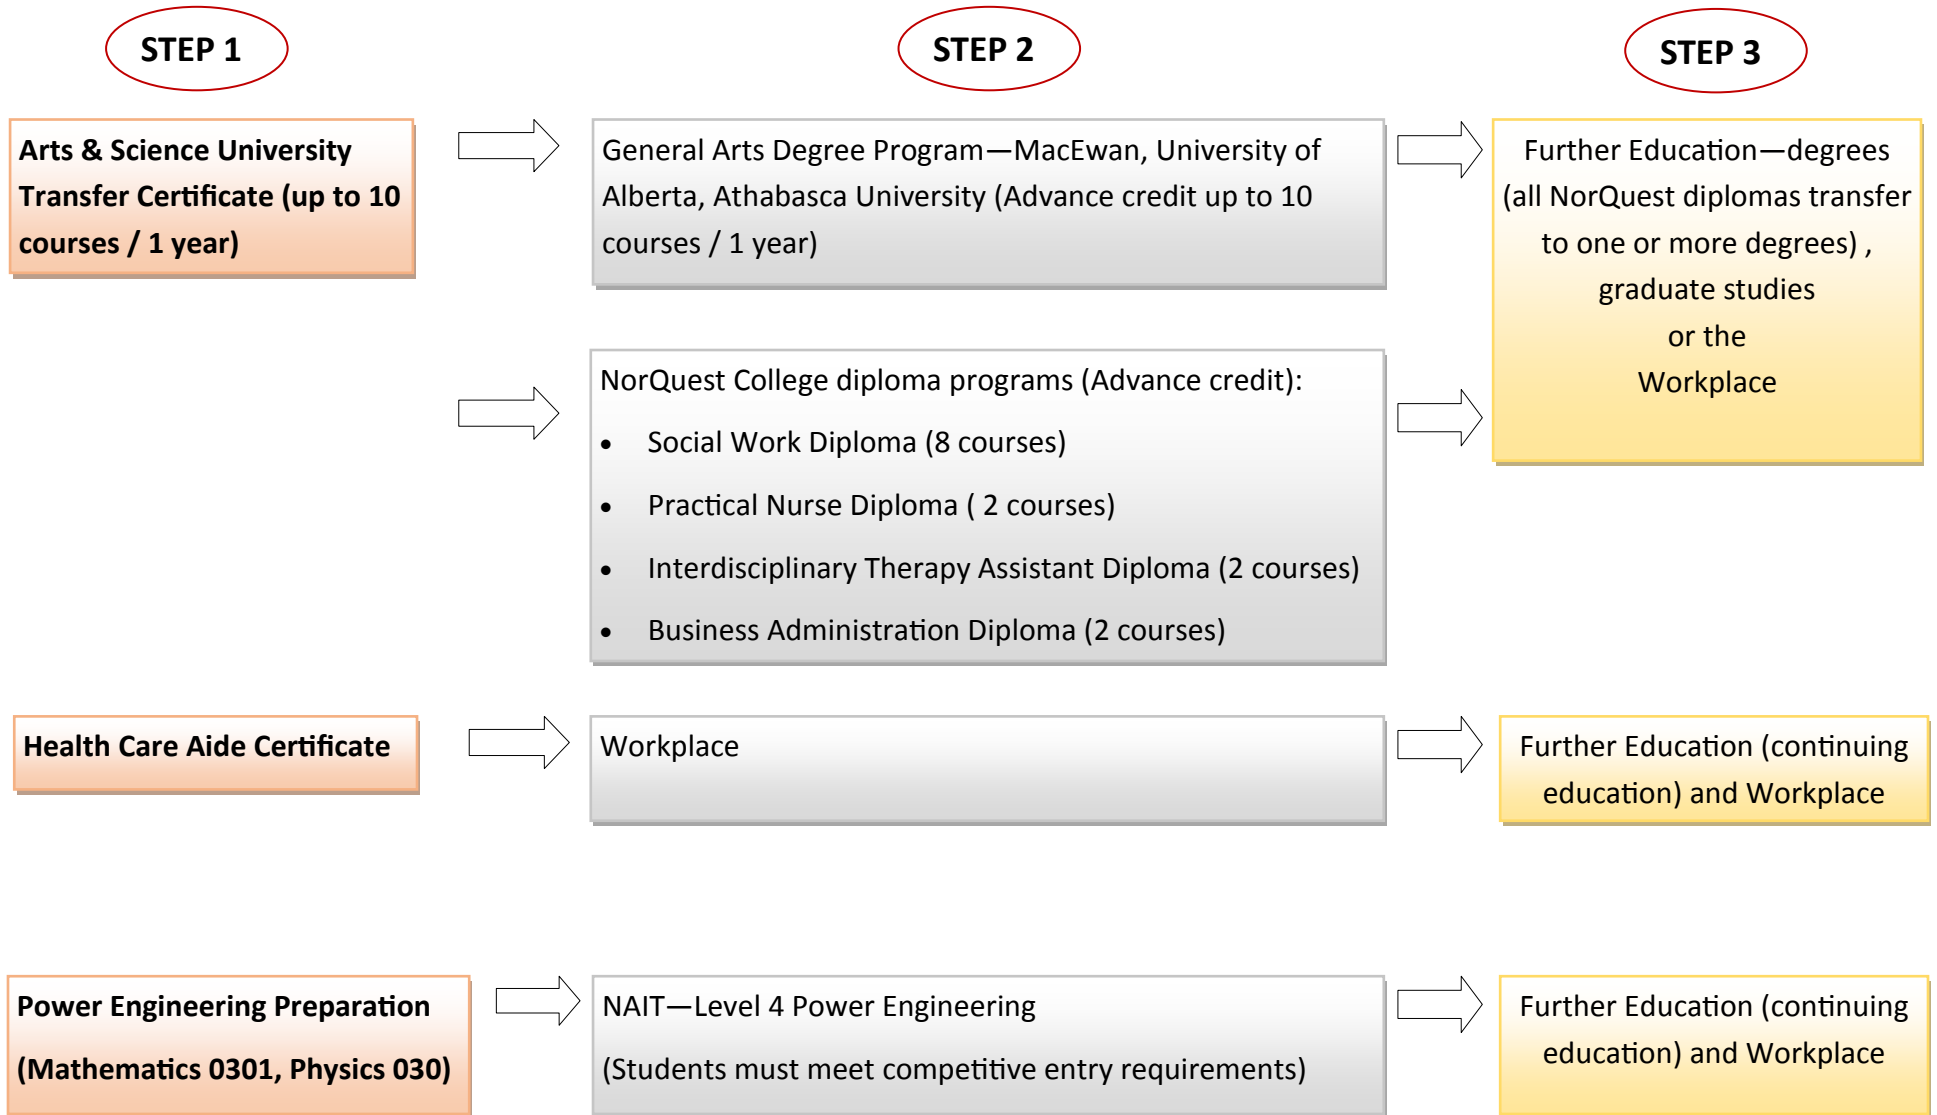 STEP 1
STEP 2
STEP 3
Arts & Science University
Transfer Certificate (up to 10
courses / 1 year)
General Arts Degree Program—MacEwan, University of
Alberta, Athabasca University (Advance credit up to 10
courses / 1 year)
Further Education—degrees
(all NorQuest diplomas transfer
to one or more degrees) ,
graduate studies
or the
Workplace
NorQuest College diploma programs (Advance credit):
• Social Work Diploma (8 courses)
• Practical Nurse Diploma ( 2 courses)
• Interdisciplinary Therapy Assistant Diploma (2 courses)
• Business Administration Diploma (2 courses)
Health Care Aide Certificate
Workplace
Further Education (continuing
education) and Workplace
Power Engineering Preparation
(Mathematics 0301, Physics 030)
NAIT—Level 4 Power Engineering
(Students must meet competitive entry requirements)
Further Education (continuing
education) and Workplace